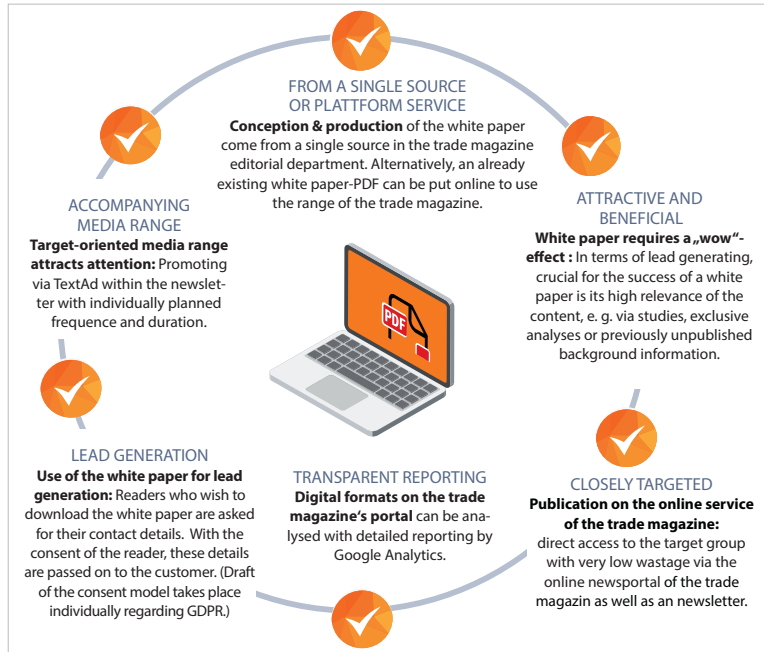 FROM A SINGLE SOURCE
OR PLATTFORM SERVICE
Conception & production of the white paper
come from a single source in the trade magazine
editorial department. Alternatively, an already
existing white paper-PDF can be put online to use
the range of the trade magazine.
ATTRACTIVE AND
BENEFICIAL
White paper requires a „wow“-
effect : In terms of lead generating,
crucial for the success of a white
paper is its high relevance of the
content, e. g. via studies, exclusive
analyses or previously unpublished
background information.
CLOSELY TARGETED
Publication on the online service
of the trade magazine:
direct access to the target group
with very low wastage via the
online newsportal of the trade
magazin as well as an newsletter.
TRANSPARENT REPORTING
Digital formats on the trade
magazine‘s portal can be ana-
lysed with detailed reporting by
Google Analytics.
LEAD GENERATION
Use of the white paper for lead
generation: Readers who wish to
download the white paper are asked
for their contact details. With the
consent of the reader, these details
are passed on to the customer. (Draft
of the consent model takes place
individually regarding GDPR.)
ACCOMPANYING
MEDIA RANGE
Target-oriented media range
attracts attention: Promoting
via TextAd within the newslet-
ter with individually planned
frequence and duration.
PDF